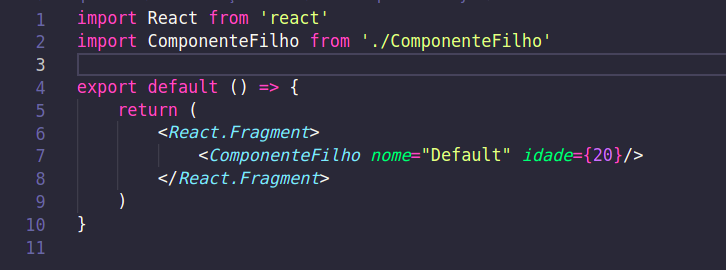 1 import React from 'react'
2 import ComponenteFilho from './ComponenteFilho'
3
4 export default () => {
5     return (
6         <React.Fragment>
7             <ComponenteFilho nome="Default" idade={20}/>
8         </React.Fragment>
9     )
10 }
11